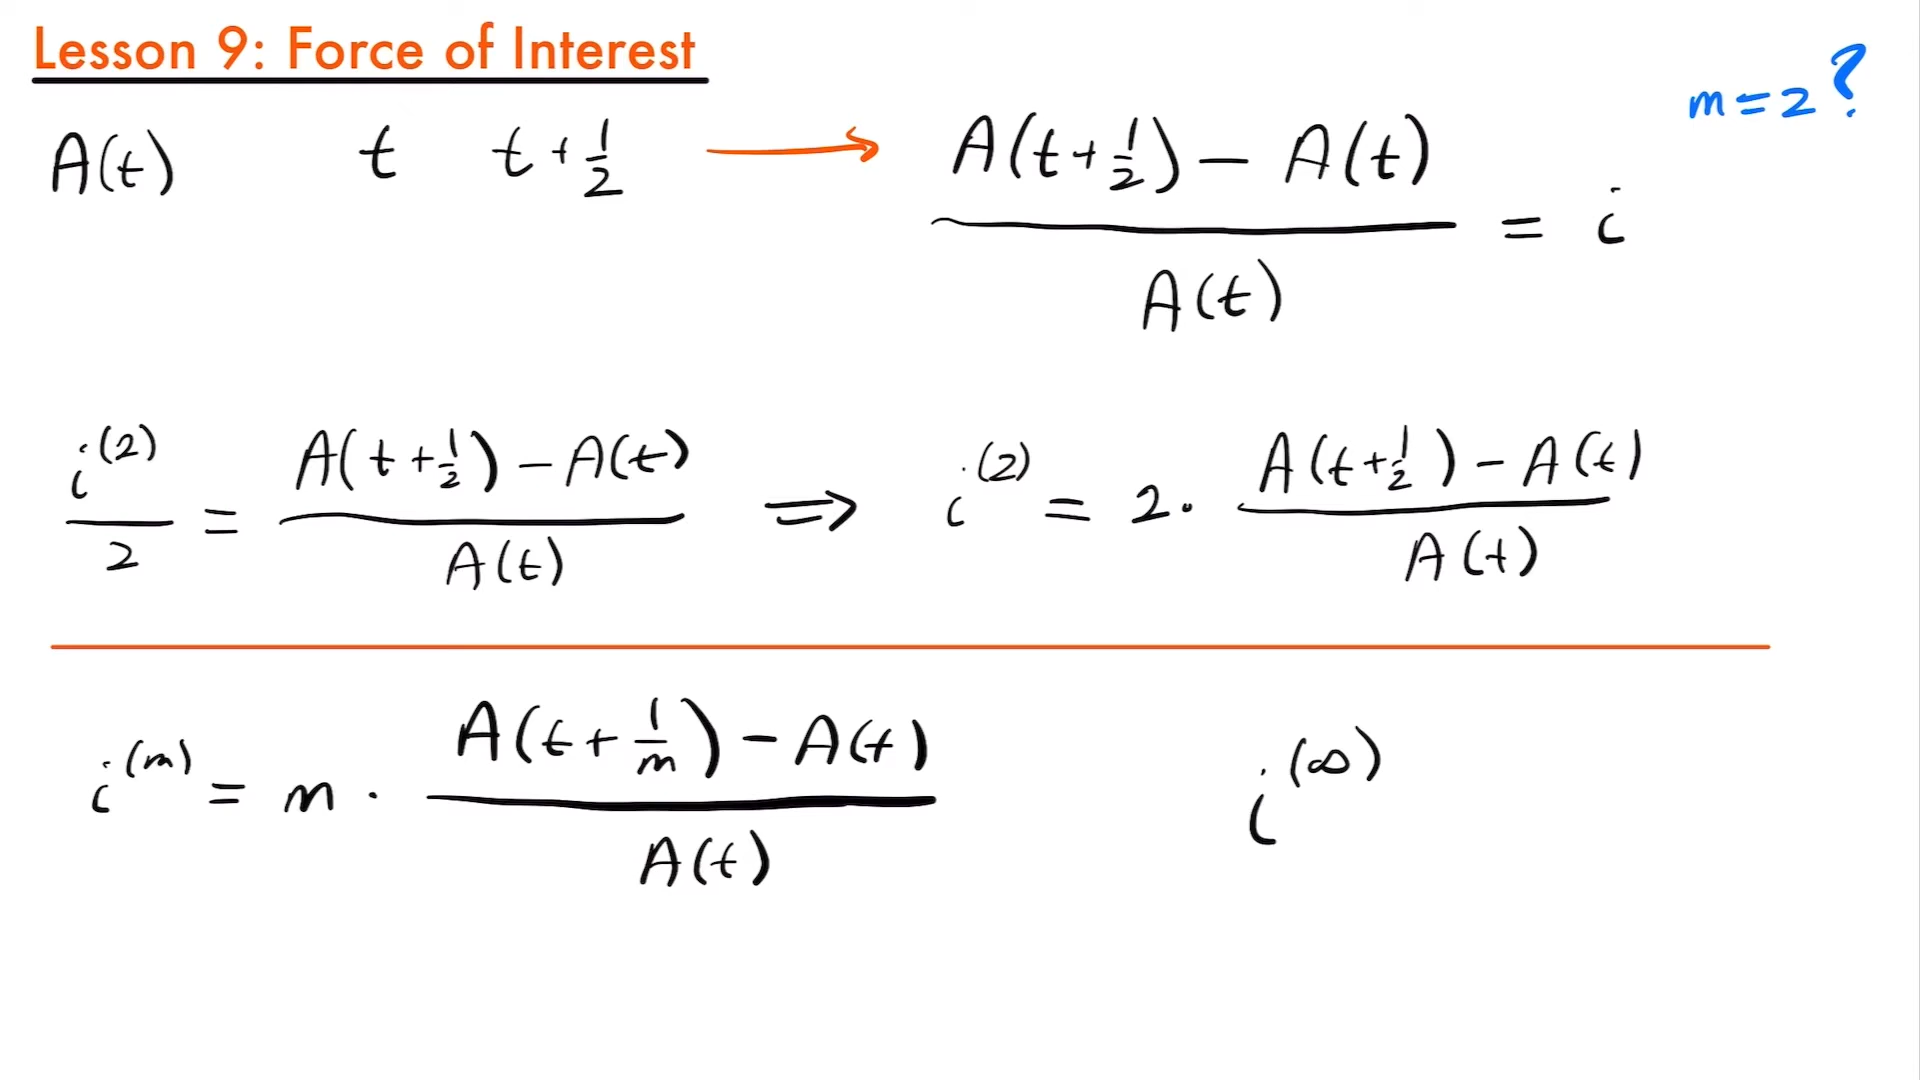 Lesson 9: Force of Interest
m=2?
A(t) t t+1/2 → (A(t+1/2) − A(t)) / A(t) = i
i^(2)/2 = (A(t+1/2) − A(t)) / A(t) ⇒ i^(2) = 2· (A(t+1/2) − A(t)) / A(t)
i^(m) = m · (A(t+1/m) − A(t)) / A(t) i^(∞)